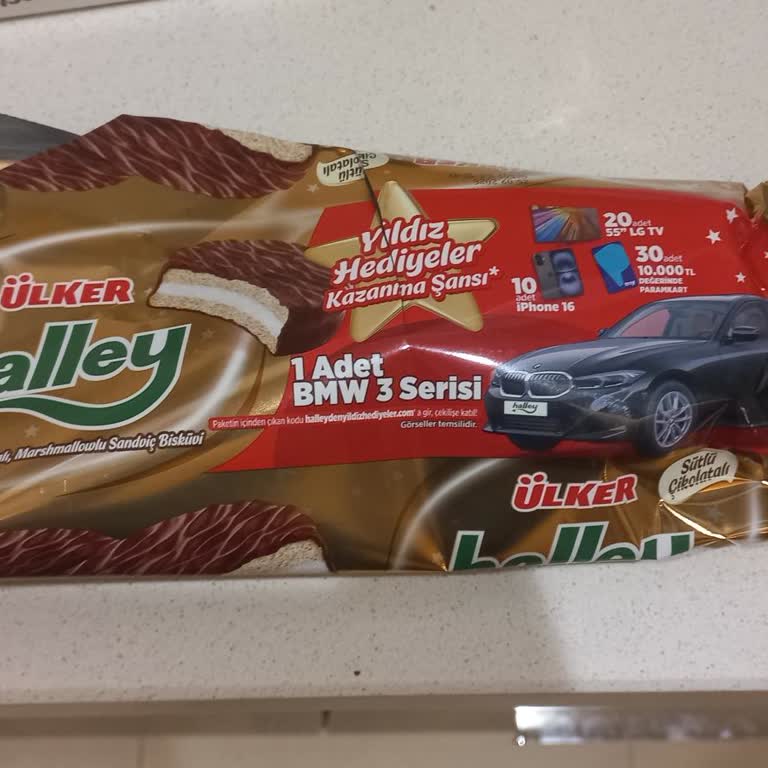 Sütlü
Çikolatalı
ÜLKER
alley
Marshmallowlu Sandviç Bisküvi
Yıldız
Hediyeler
Kazanma Şansı*
20 adet
55" LG TV
10 adet
iPhone 16
30 adet
10.000 TL
DEĞERİNDE
PARAMKART
1 Adet
BMW 3 Serisi
halley
Paketin içinden çıkan kodu halleydenyildizhediyeler.com'a gir, çekilişe katıl!
Görseller temsilidir.
ÜLKER
halley
Sütlü
Çikolatalı